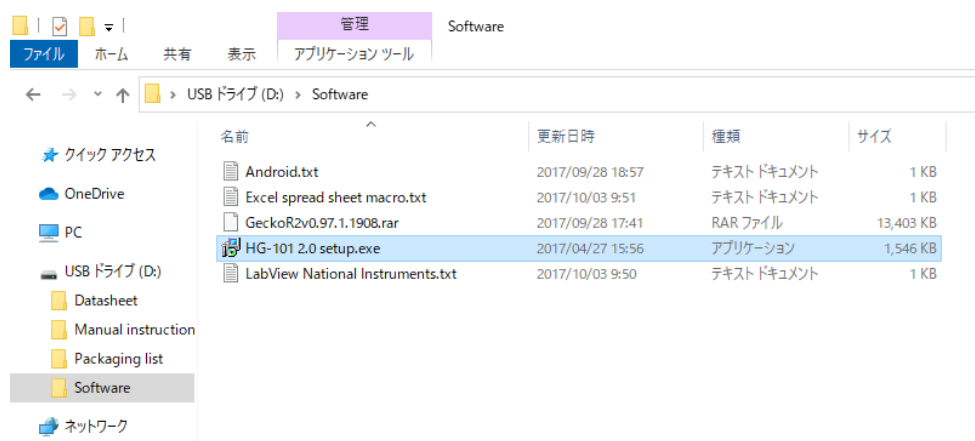 管理
Software
ファイル ホーム 共有 表示 アプリケーション ツール
USB ドライブ (D:) › Software
名前 更新日時 種類 サイズ
クイック アクセス
OneDrive
PC
USB ドライブ (D:)
Datasheet
Manual instruction
Packaging list
Software
ネットワーク
Android.txt 2017/09/28 18:57 テキスト ドキュメント 1 KB
Excel spread sheet macro.txt 2017/10/03 9:51 テキスト ドキュメント 1 KB
GeckoR2v0.97.1.1908.rar 2017/09/28 17:41 RAR ファイル 13,403 KB
HG-101 2.0 setup.exe 2017/04/27 15:56 アプリケーション 1,546 KB
LabView National Instruments.txt 2017/10/03 9:50 テキスト ドキュメント 1 KB